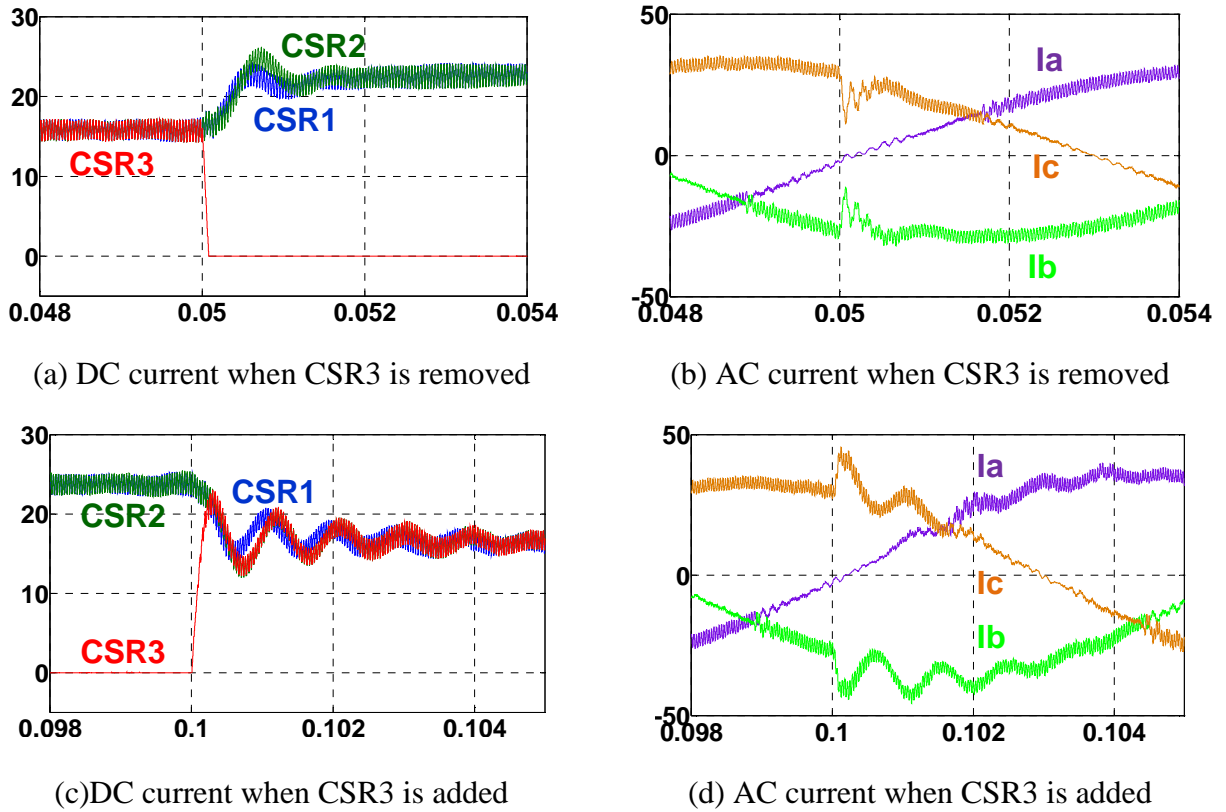 30
CSR2
20
CSR1
10
CSR3
0
0.048 0.05 0.052 0.054
(a) DC current when CSR3 is removed
50
Ia
0
Ic
Ib
-50
0.048 0.05 0.052 0.054
(b) AC current when CSR3 is removed
30
CSR1
20
CSR2
10
CSR3
0
0.098 0.1 0.102 0.104
(c)DC current when CSR3 is added
50
Ia
0
Ic
Ib
-50
0.098 0.1 0.102 0.104
(d) AC current when CSR3 is added